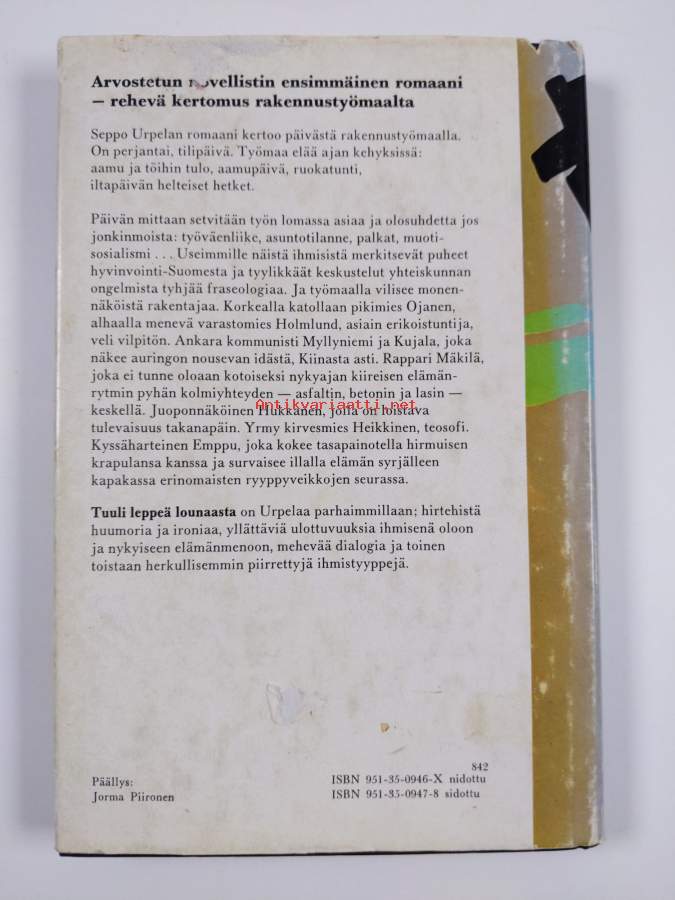 Arvostetun novellistin ensimmäinen romaani
– rehevä kertomus rakennustyömaalta
Seppo Urpelan romaani kertoo päivästä rakennustyömaalla.
On perjantai, tilipäivä. Työmaa elää ajan kehyksissä:
aamu ja töihin tulo, aamupäivä, ruokatunti,
iltapäivän helteiset hetket.
Päivän mittaan setvitään työn lomassa asiaa ja olosuhdetta jos
jonkinmoista: työväenliike, asuntotilanne, palkat, muoti-
sosialismi . . . Useimmille näistä ihmisistä merkitsevät puheet
hyvinvointi-Suomesta ja tyylikkäät keskustelut yhteiskunnan
ongelmista tyhjää fraseologiaa. Ja työmaalla vilisee monen-
näköistä rakentajaa. Korkealla katollaan pikimies Ojanen,
alhaalla menevä varastomies Holmlund, asiain erikoistuntija,
veli vilpitön. Ankara kommunisti Myllyniemi ja Kujala, joka
näkee auringon nousevan idästä, Kiinasta asti. Rappari Mäkilä,
joka ei tunne oloaan kotoiseksi nykyajan kiireisen elämän-
rytmin pyhän kolmiyhteyden — asfaltin, betonin ja lasin —
keskellä. Juoponnäköinen Hukkanen, jolla on loistava
Antikvariaatti.net
tulevaisuus takanapäin. Yrmy kirvesmies Heikkinen, teosofi.
Kyssäharteinen Emppu, joka kokee tasapainotella hirmuisen
krapulansa kanssa ja survaisee illalla elämän syrjälleen
kapakassa erinomaisten ryyppyveikkojen seurassa.
Tuuli leppeä lounaasta on Urpelaa parhaimmillaan; hirtehistä
huumoria ja ironiaa, yllättäviä ulottuvuuksia ihmisenä oloon
ja nykyiseen elämänmenoon, mehevää dialogia ja toinen
toistaan herkullisemmin piirrettyjä ihmistyyppejä.
842
Päällys:
Jorma Piironen
ISBN 951-35-0946-X nidottu
ISBN 951-35-0947-8 sidottu